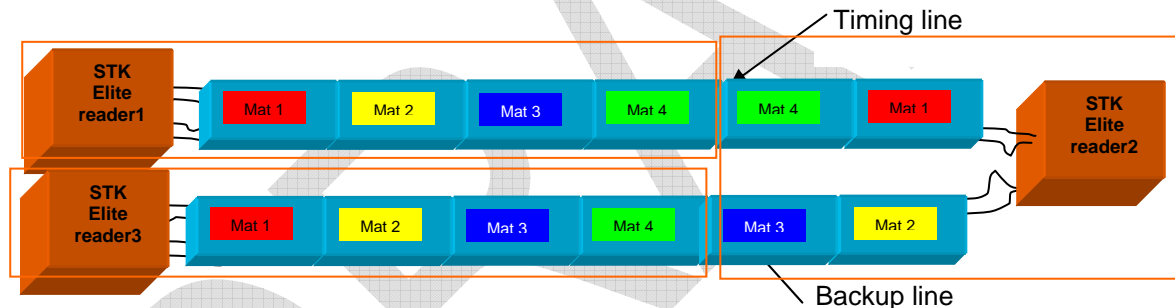 Timing line
STK
Elite
reader1
Mat 1
Mat 2
Mat 3
Mat 4
Mat 4
Mat 1
STK
Elite
reader2
STK
Elite
reader3
Mat 1
Mat 2
Mat 3
Mat 4
Mat 3
Mat 2
Backup line